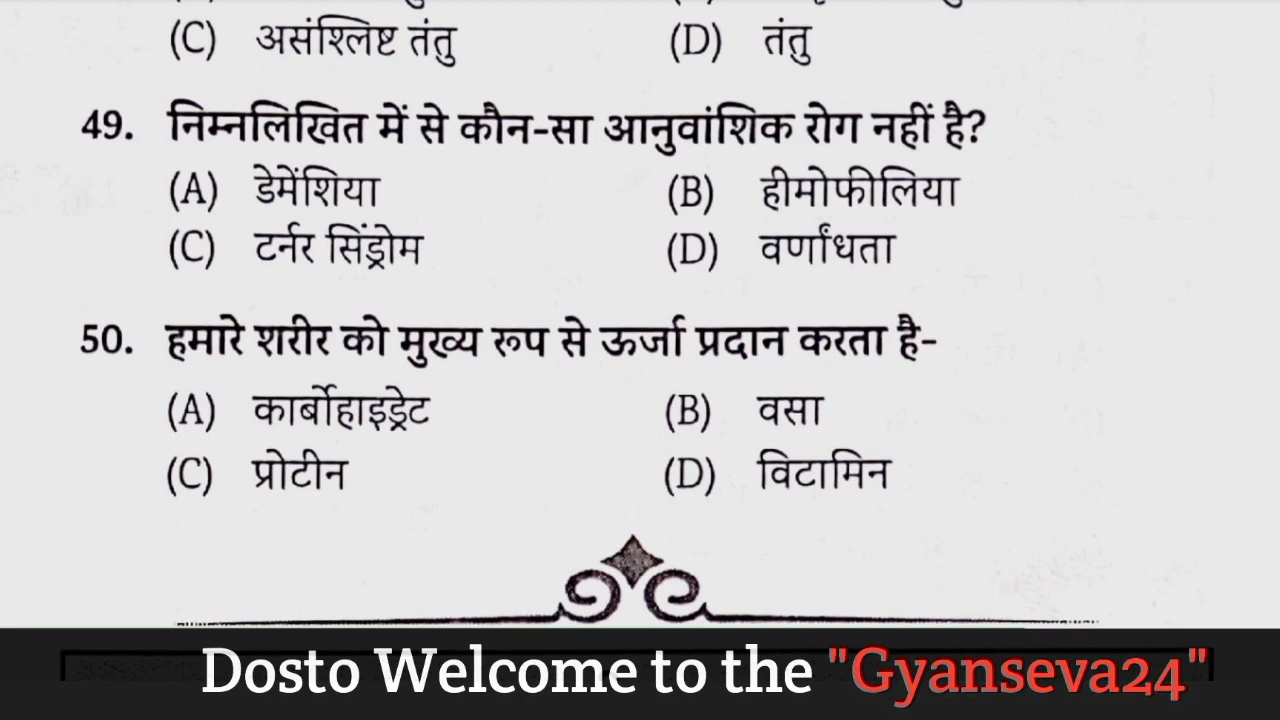 (C) असंश्लिष्ट तंतु (D) तंतु
49. निम्नलिखित में से कौन-सा आनुवांशिक रोग नहीं है?
(A) डेमेंशिया (B) हीमोफीलिया
(C) टर्नर सिंड्रोम (D) वर्णांधता
50. हमारे शरीर को मुख्य रूप से ऊर्जा प्रदान करता है-
(A) कार्बोहाइड्रेट (B) वसा
(C) प्रोटीन (D) विटामिन
Dosto Welcome to the "Gyanseva24"